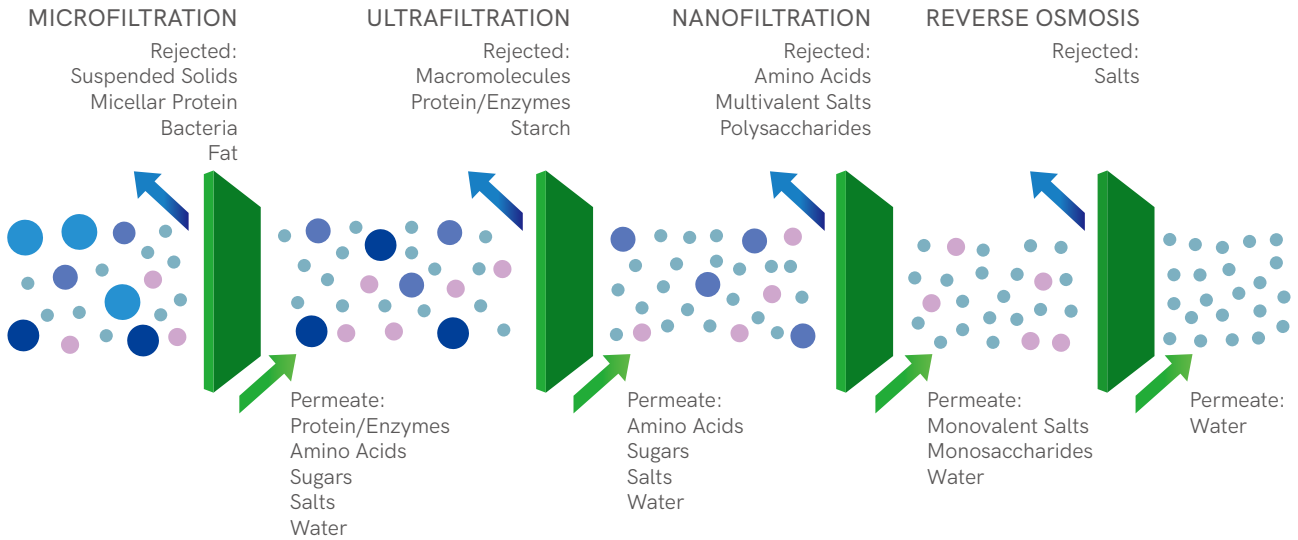 MICROFILTRATION
Rejected:
Suspended Solids
Micellar Protein
Bacteria
Fat
ULTRAFILTRATION
Rejected:
Macromolecules
Protein/Enzymes
Starch
NANOFILTRATION
Rejected:
Amino Acids
Multivalent Salts
Polysaccharides
REVERSE OSMOSIS
Rejected:
Salts
Permeate:
Protein/Enzymes
Amino Acids
Sugars
Salts
Water
Permeate:
Amino Acids
Sugars
Salts
Water
Permeate:
Monovalent Salts
Monosaccharides
Water
Permeate:
Water